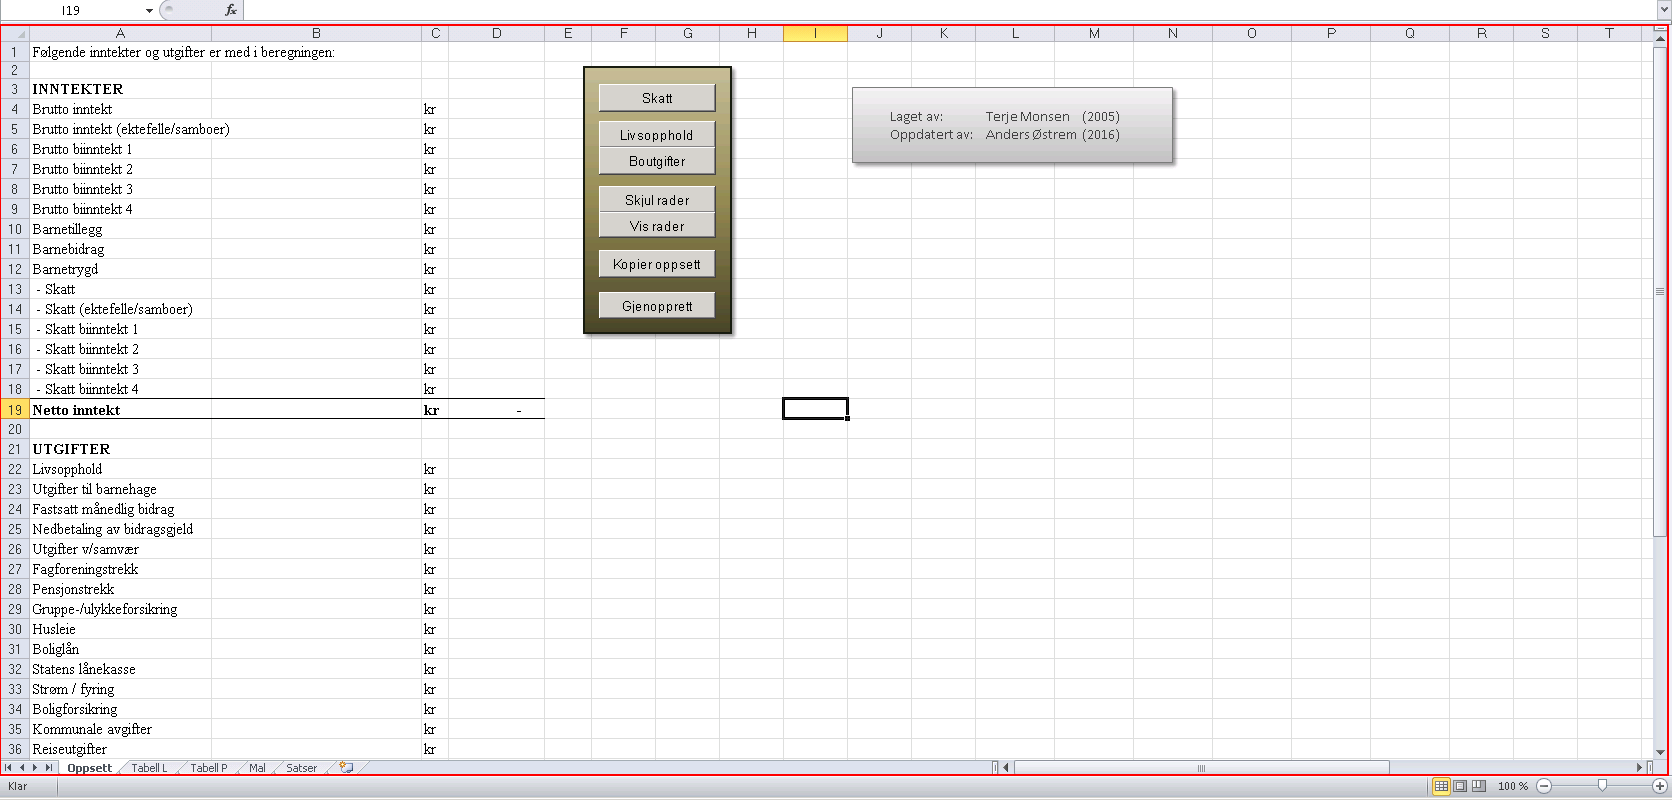 I19 fx
A B C D E F G H I J K L M N O P Q R S T
1 Følgende inntekter og utgifter er med i beregningen:
2
3 INNTEKTER
4 Brutto inntekt kr
5 Brutto inntekt (ektefelle/samboer) kr
6 Brutto biinntekt 1 kr
7 Brutto biinntekt 2 kr
8 Brutto biinntekt 3 kr
9 Brutto biinntekt 4 kr
10 Barnetillegg kr
11 Barnebidrag kr
12 Barnetrygd kr
13 - Skatt kr
14 - Skatt (ektefelle/samboer) kr
15 - Skatt biinntekt 1 kr
16 - Skatt biinntekt 2 kr
17 - Skatt biinntekt 3 kr
18 - Skatt biinntekt 4 kr
19 Netto inntekt kr -
20
21 UTGIFTER
22 Livsopphold kr
23 Utgifter til barnehage kr
24 Fastsatt månedlig bidrag kr
25 Nedbetaling av bidragsgjeld kr
26 Utgifter v/samvær kr
27 Fagforeningstrekk kr
28 Pensjonstrekk kr
29 Gruppe-/ulykkeforsikring kr
30 Husleie kr
31 Boliglån kr
32 Statens lånekasse kr
33 Strøm / fyring kr
34 Boligforsikring kr
35 Kommunale avgifter kr
36 Reiseutgifter kr
Skatt
Livsopphold
Boutgifter
Skjul rader
Vis rader
Kopier oppsett
Gjenopprett
Laget av: Terje Monsen (2005)
Oppdatert av: Anders Østrem (2016)
Oppsett Tabell L Tabell P Mal Satser
Klar 100 %